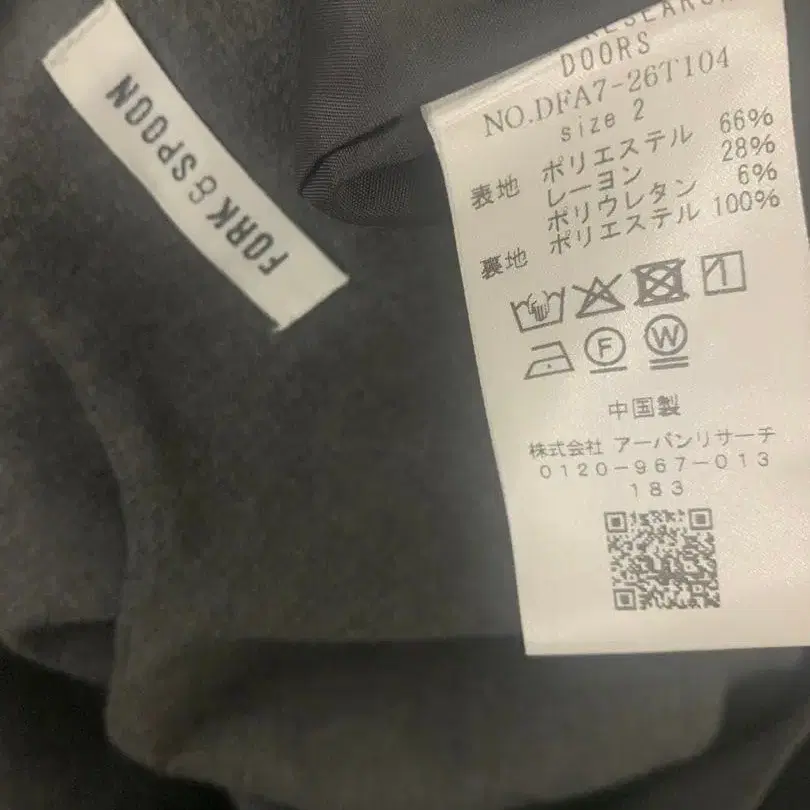 FORK & SPOON
RESEARCH
DOORS
NO.DFA7-26T104
size 2
表地 ポリエステル 66%
レーヨン 28%
ポリウレタン 6%
裏地 ポリエステル 100%
F W
中国製
株式会社 アーバンリサーチ
0120-967-013
183